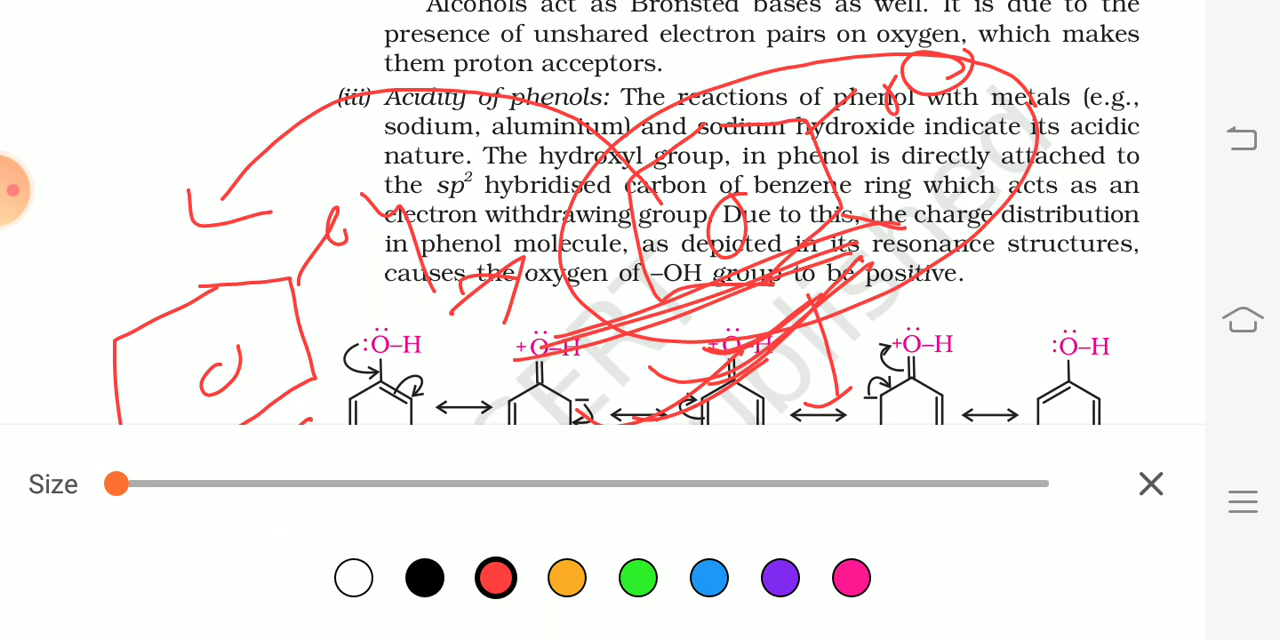 Alcohols act as Bronsted bases as well. It is due to the
presence of unshared electron pairs on oxygen, which makes
them proton acceptors.
(iii) Acidity of phenols: The reactions of phenol with metals (e.g.,
sodium, aluminium) and sodium hydroxide indicate its acidic
nature. The hydroxyl group, in phenol is directly attached to
the sp² hybridised carbon of benzene ring which acts as an
electron withdrawing group. Due to this, the charge distribution
in phenol molecule, as depicted in its resonance structures,
causes the oxygen of –OH group to be positive.
:Ö–H +Ö–H +Ö–H +Ö–H :Ö–H
Size